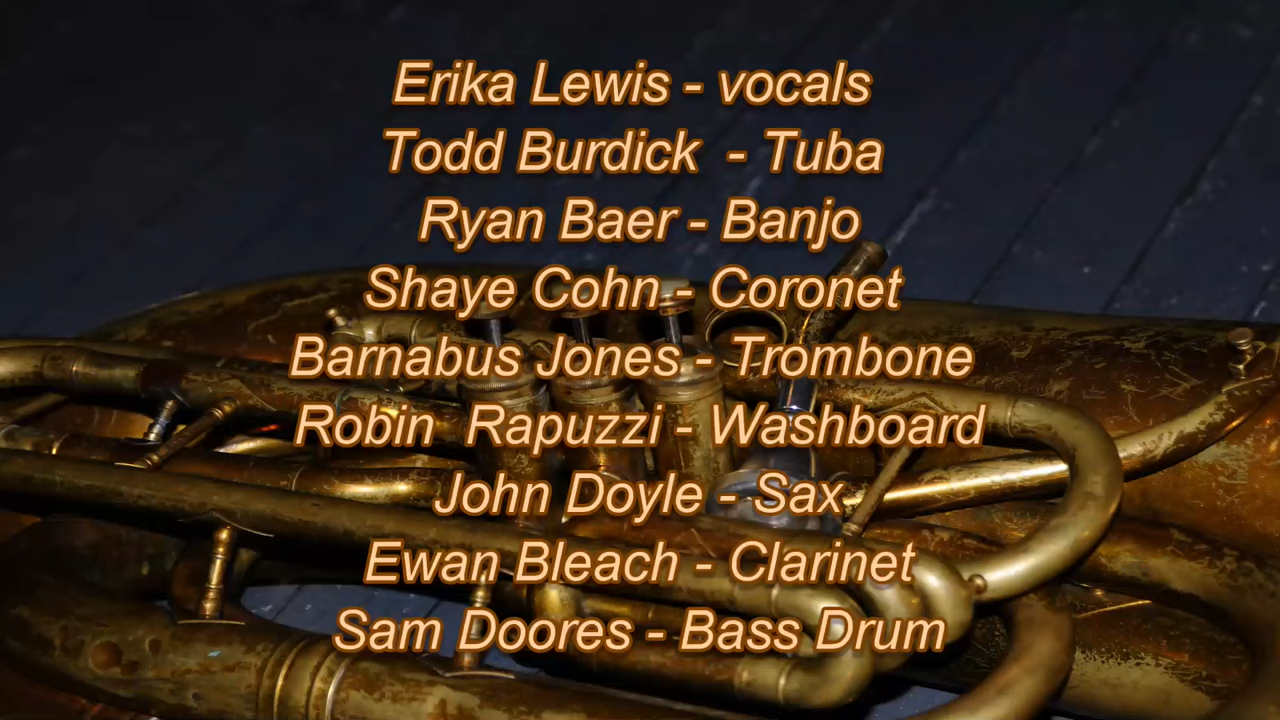 Erika Lewis - vocals
Todd Burdick - Tuba
Ryan Baer - Banjo
Shaye Cohn - Coronet
Barnabus Jones - Trombone
Robin Rapuzzi - Washboard
John Doyle - Sax
Ewan Bleach - Clarinet
Sam Doores - Bass Drum